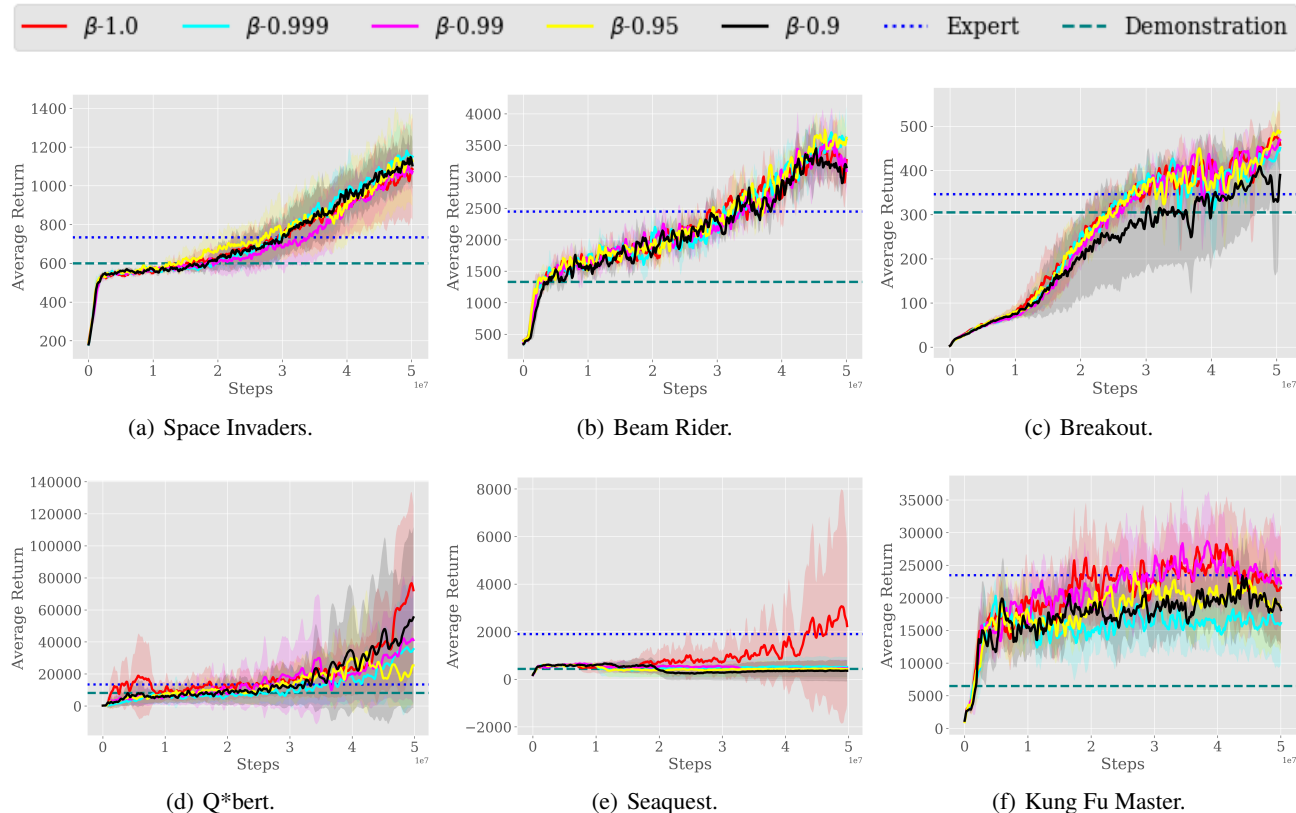 β-1.0 β-0.999 β-0.99 β-0.95 β-0.9 Expert Demonstration
1400
1200
1000
800
600
400
200
Average Return
0 1 2 3 4 5
Steps
1e7
(a) Space Invaders.
4000
3500
3000
2500
2000
1500
1000
500
Average Return
0 1 2 3 4 5
Steps
1e7
(b) Beam Rider.
500
400
300
200
100
0
Average Return
0 1 2 3 4 5
Steps
1e7
(c) Breakout.
140000
120000
100000
80000
60000
40000
20000
0
Average Return
0 1 2 3 4 5
Steps
1e7
(d) Q*bert.
8000
6000
4000
2000
0
−2000
Average Return
0 1 2 3 4 5
Steps
1e7
(e) Seaquest.
35000
30000
25000
20000
15000
10000
5000
0
Average Return
0 1 2 3 4 5
Steps
1e7
(f) Kung Fu Master.